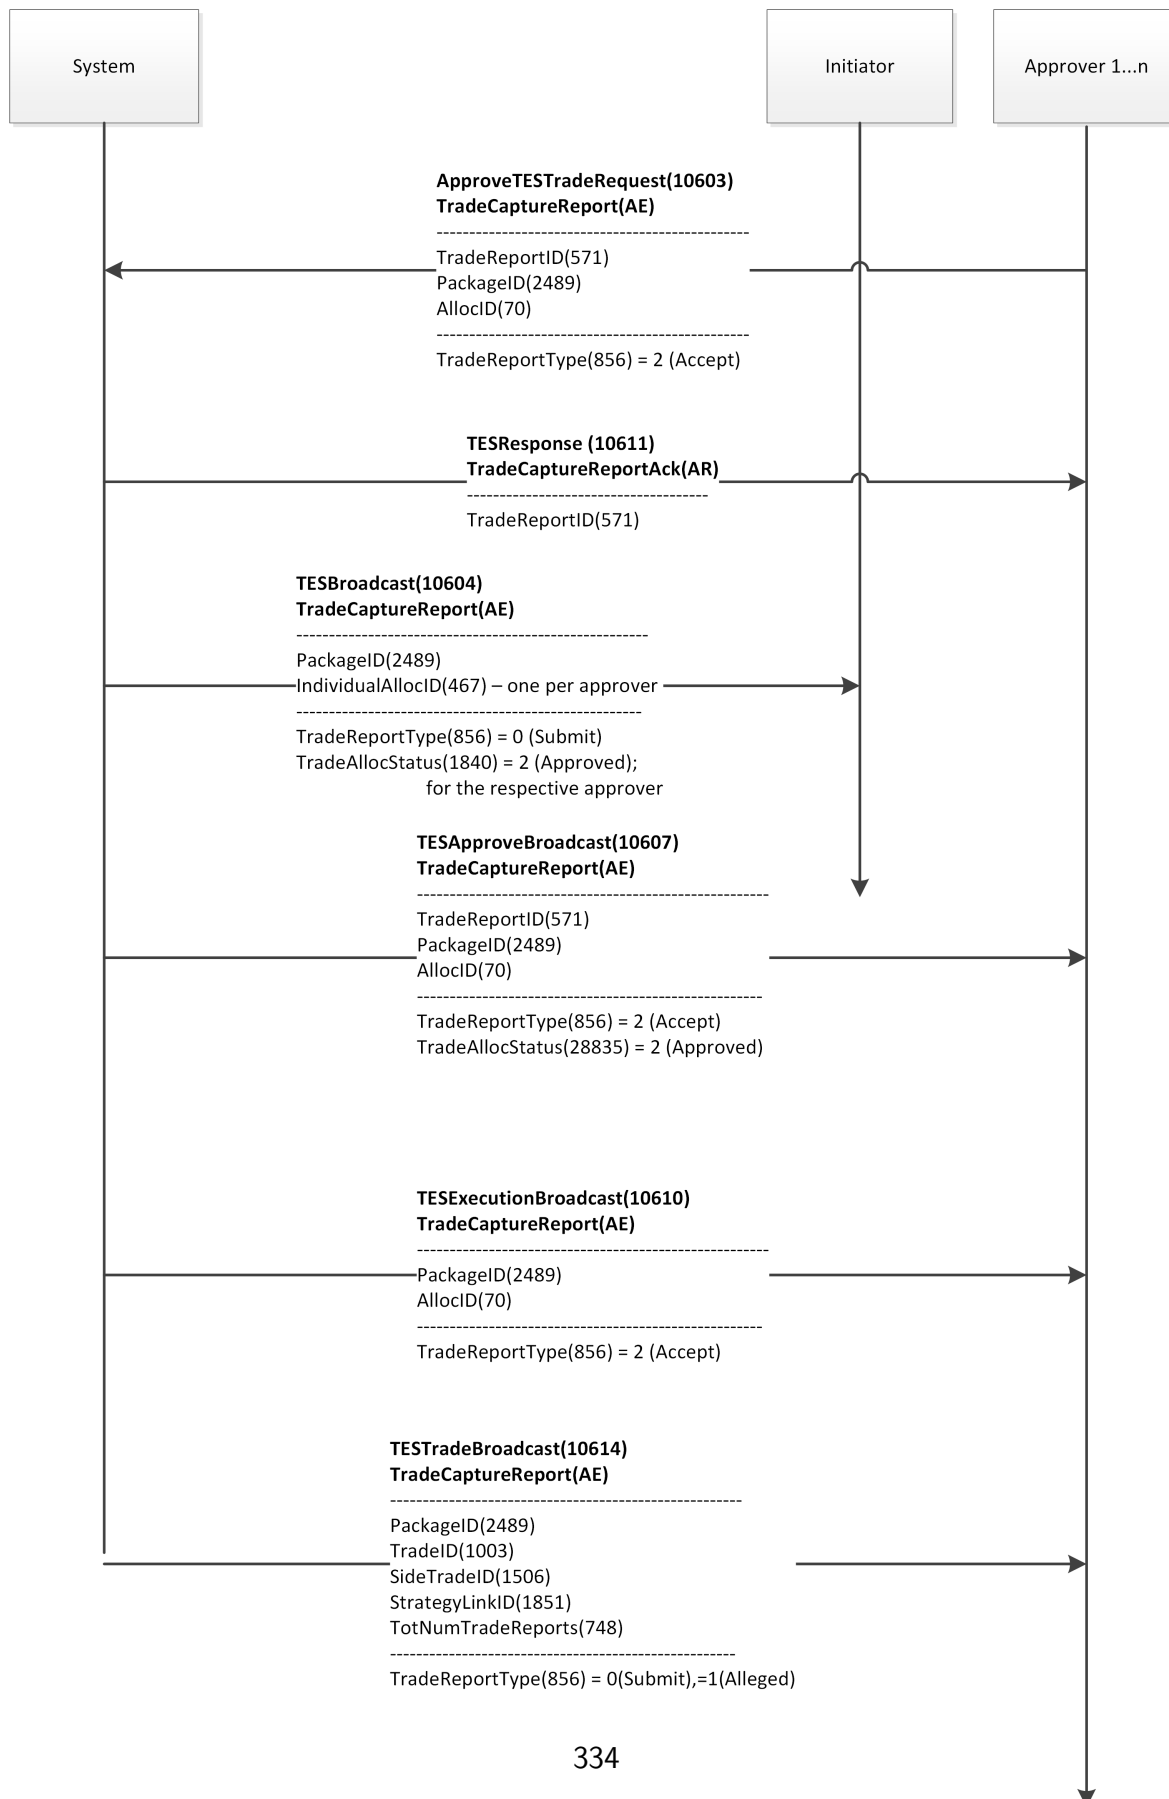 System
Initiator
Approver 1...n
ApproveTESTradeRequest(10603)
TradeCaptureReport(AE)
------------------------------------------------
TradeReportID(571)
PackageID(2489)
AllocID(70)
------------------------------------------------
TradeReportType(856) = 2 (Accept)
TESResponse (10611)
TradeCaptureReportAck(AR)
-------------------------------------
TradeReportID(571)
TESBroadcast(10604)
TradeCaptureReport(AE)
------------------------------------------------------
PackageID(2489)
IndividualAllocID(467) – one per approver
-----------------------------------------------------
TradeReportType(856) = 0 (Submit)
TradeAllocStatus(1840) = 2 (Approved);
for the respective approver
TESApproveBroadcast(10607)
TradeCaptureReport(AE)
------------------------------------------------------
TradeReportID(571)
PackageID(2489)
AllocID(70)
-----------------------------------------------------
TradeReportType(856) = 2 (Accept)
TradeAllocStatus(28835) = 2 (Approved)
TESExecutionBroadcast(10610)
TradeCaptureReport(AE)
------------------------------------------------------
PackageID(2489)
AllocID(70)
-----------------------------------------------------
TradeReportType(856) = 2 (Accept)
TESTradeBroadcast(10614)
TradeCaptureReport(AE)
------------------------------------------------------
PackageID(2489)
TradeID(1003)
SideTradeID(1506)
StrategyLinkID(1851)
TotNumTradeReports(748)
-----------------------------------------------------
TradeReportType(856) = 0(Submit),=1(Alleged)
334